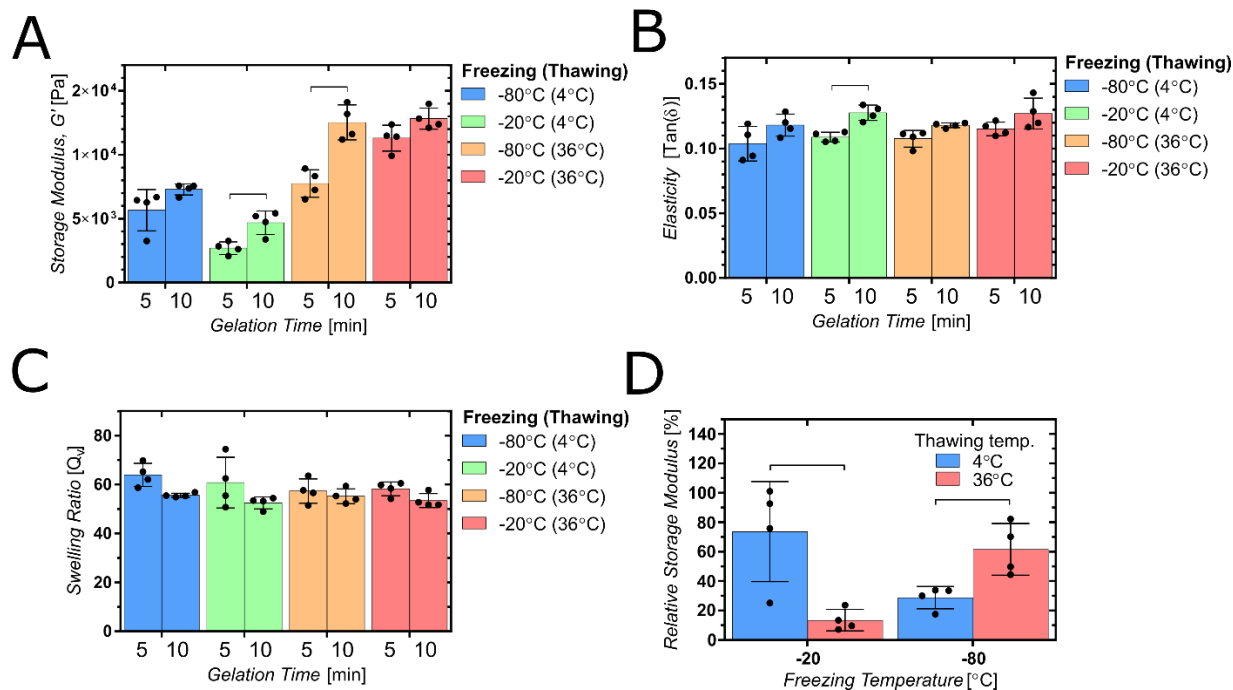 A
Storage Modulus, G' [Pa]
2×10⁴
1×10⁴
5×10³
0
5 10 5 10 5 10 5 10
Gelation Time [min]
Freezing (Thawing)
-80°C (4°C)
-20°C (4°C)
-80°C (36°C)
-20°C (36°C)
B
Elasticity [Tan(δ)]
0.15
0.10
0.05
0.00
5 10 5 10 5 10 5 10
Gelation Time [min]
Freezing (Thawing)
-80°C (4°C)
-20°C (4°C)
-80°C (36°C)
-20°C (36°C)
C
Swelling Ratio [Qᵥ]
80
60
40
20
0
5 10 5 10 5 10 5 10
Gelation Time [min]
Freezing (Thawing)
-80°C (4°C)
-20°C (4°C)
-80°C (36°C)
-20°C (36°C)
D
Relative Storage Modulus [%]
140
120
100
80
60
40
20
0
Thawing temp.
4°C
36°C
-20 -80
Freezing Temperature [°C]